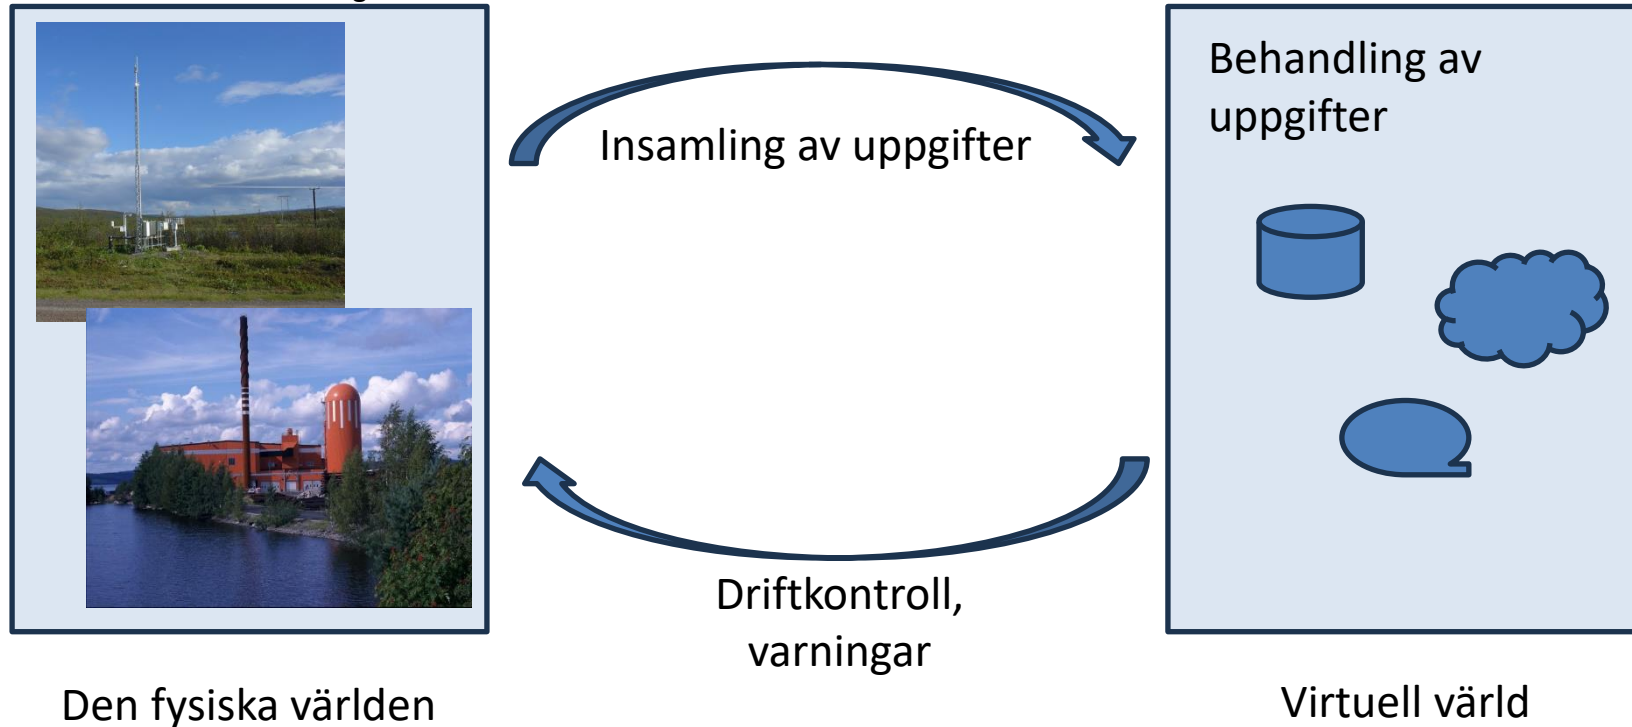 Insamling av uppgifter
Behandling av
uppgifter
Driftkontroll,
varningar
Den fysiska världen
Virtuell värld